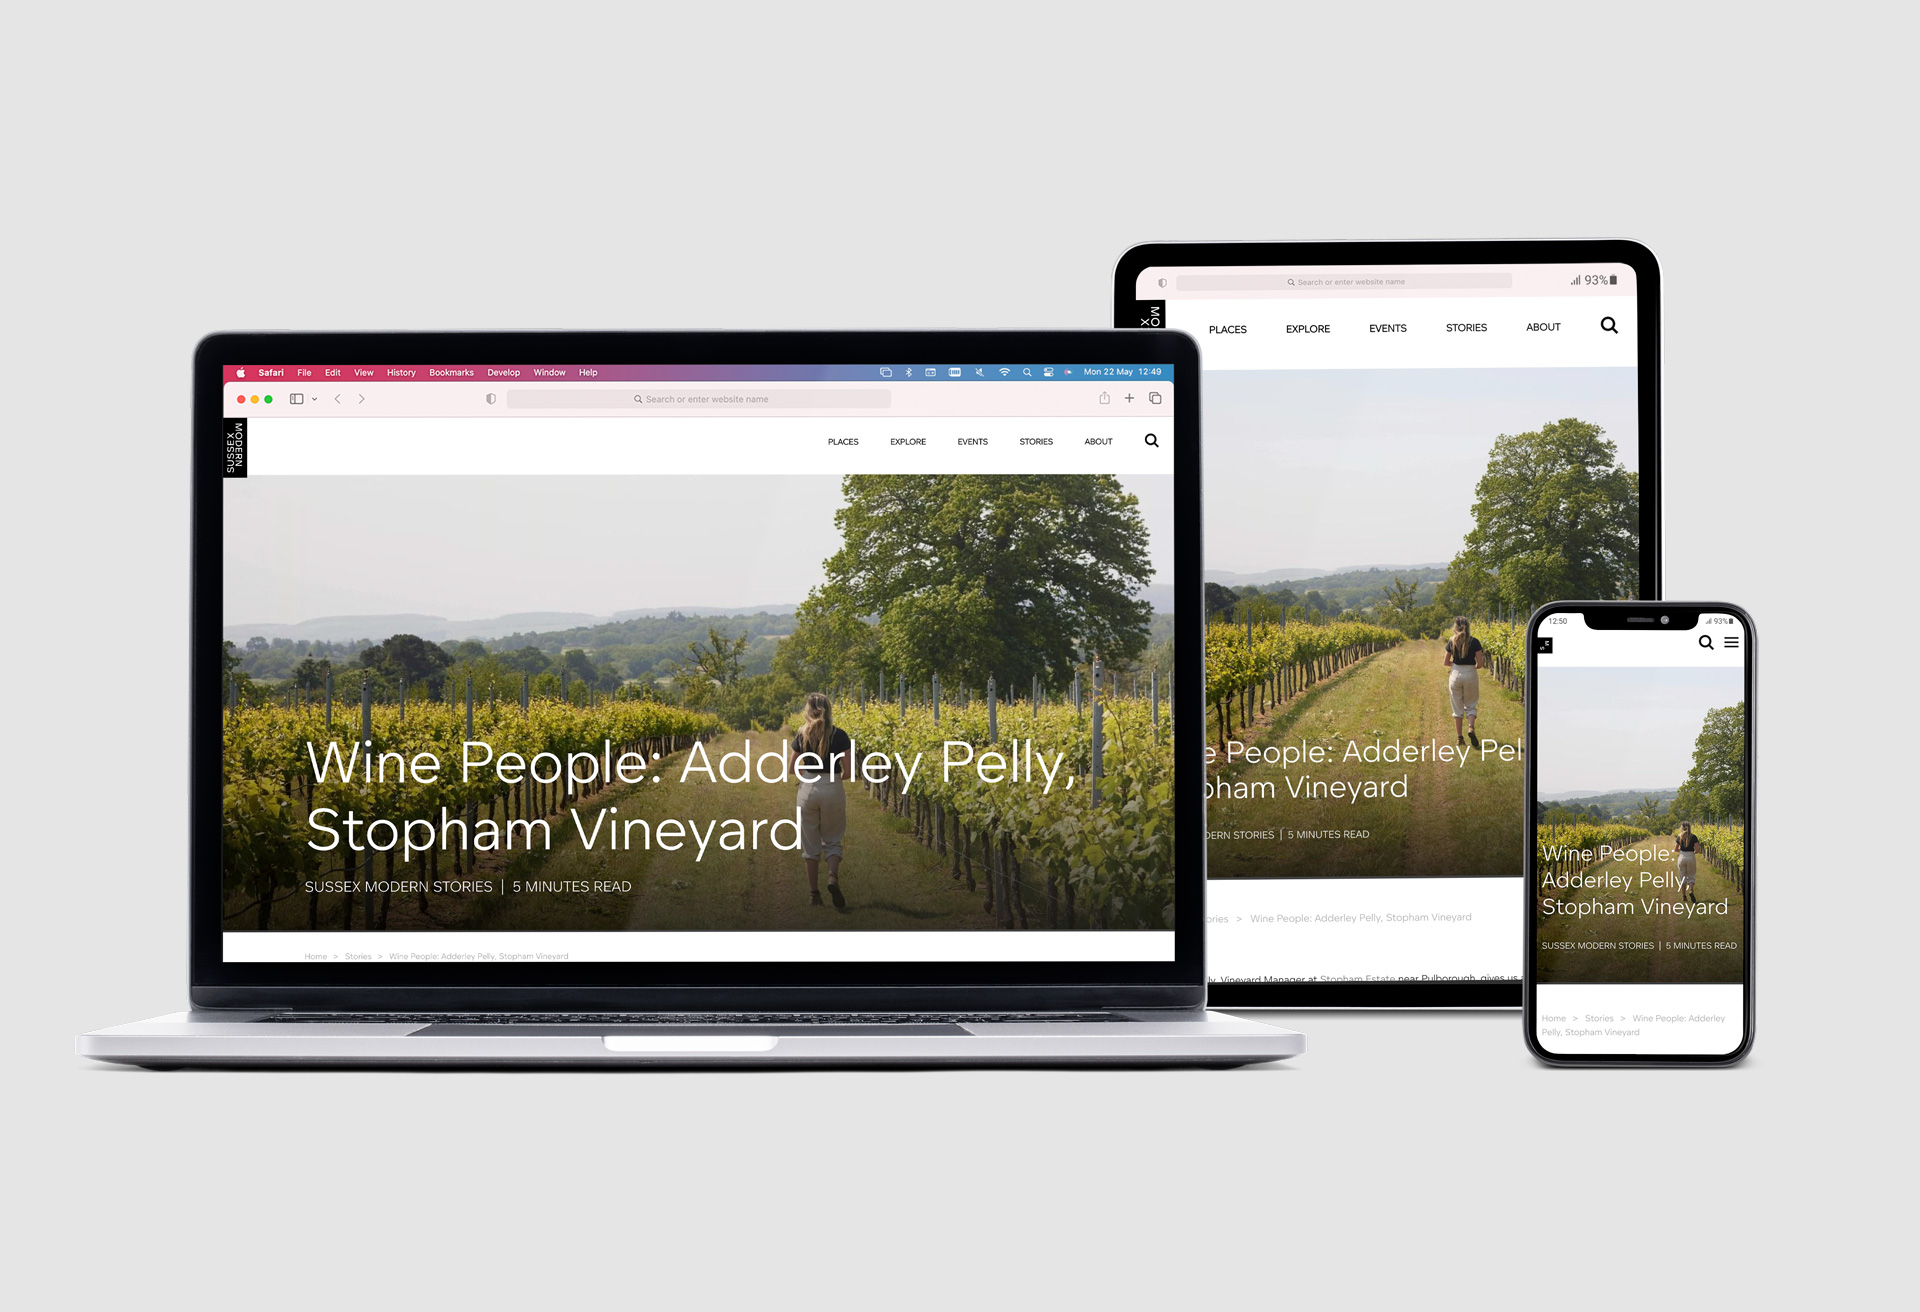 Safari File Edit View History Bookmarks Develop Window Help
Mon 22 May 12:49
Search or enter website name
SUSSEX
MODERN
PLACES EXPLORE EVENTS STORIES ABOUT
Wine People: Adderley Pelly,
Stopham Vineyard
SUSSEX MODERN STORIES | 5 MINUTES READ
Home > Stories > Wine People: Adderley Pelly, Stopham Vineyard
Search or enter website name
93%
PLACES EXPLORE EVENTS STORIES ABOUT
People: Adderley Pel
Vineyard
STORIES | 5 MINUTES READ
> Wine People: Adderley Pelly, Stopham Vineyard
Vineyard Manager at Stopham Estate near Pulborough, gives us
12:50
93%
S M
Wine People:
Adderley Pelly,
Stopham Vineyard
SUSSEX MODERN STORIES | 5 MINUTES READ
Home > Stories > Wine People: Adderley
Pelly, Stopham Vineyard